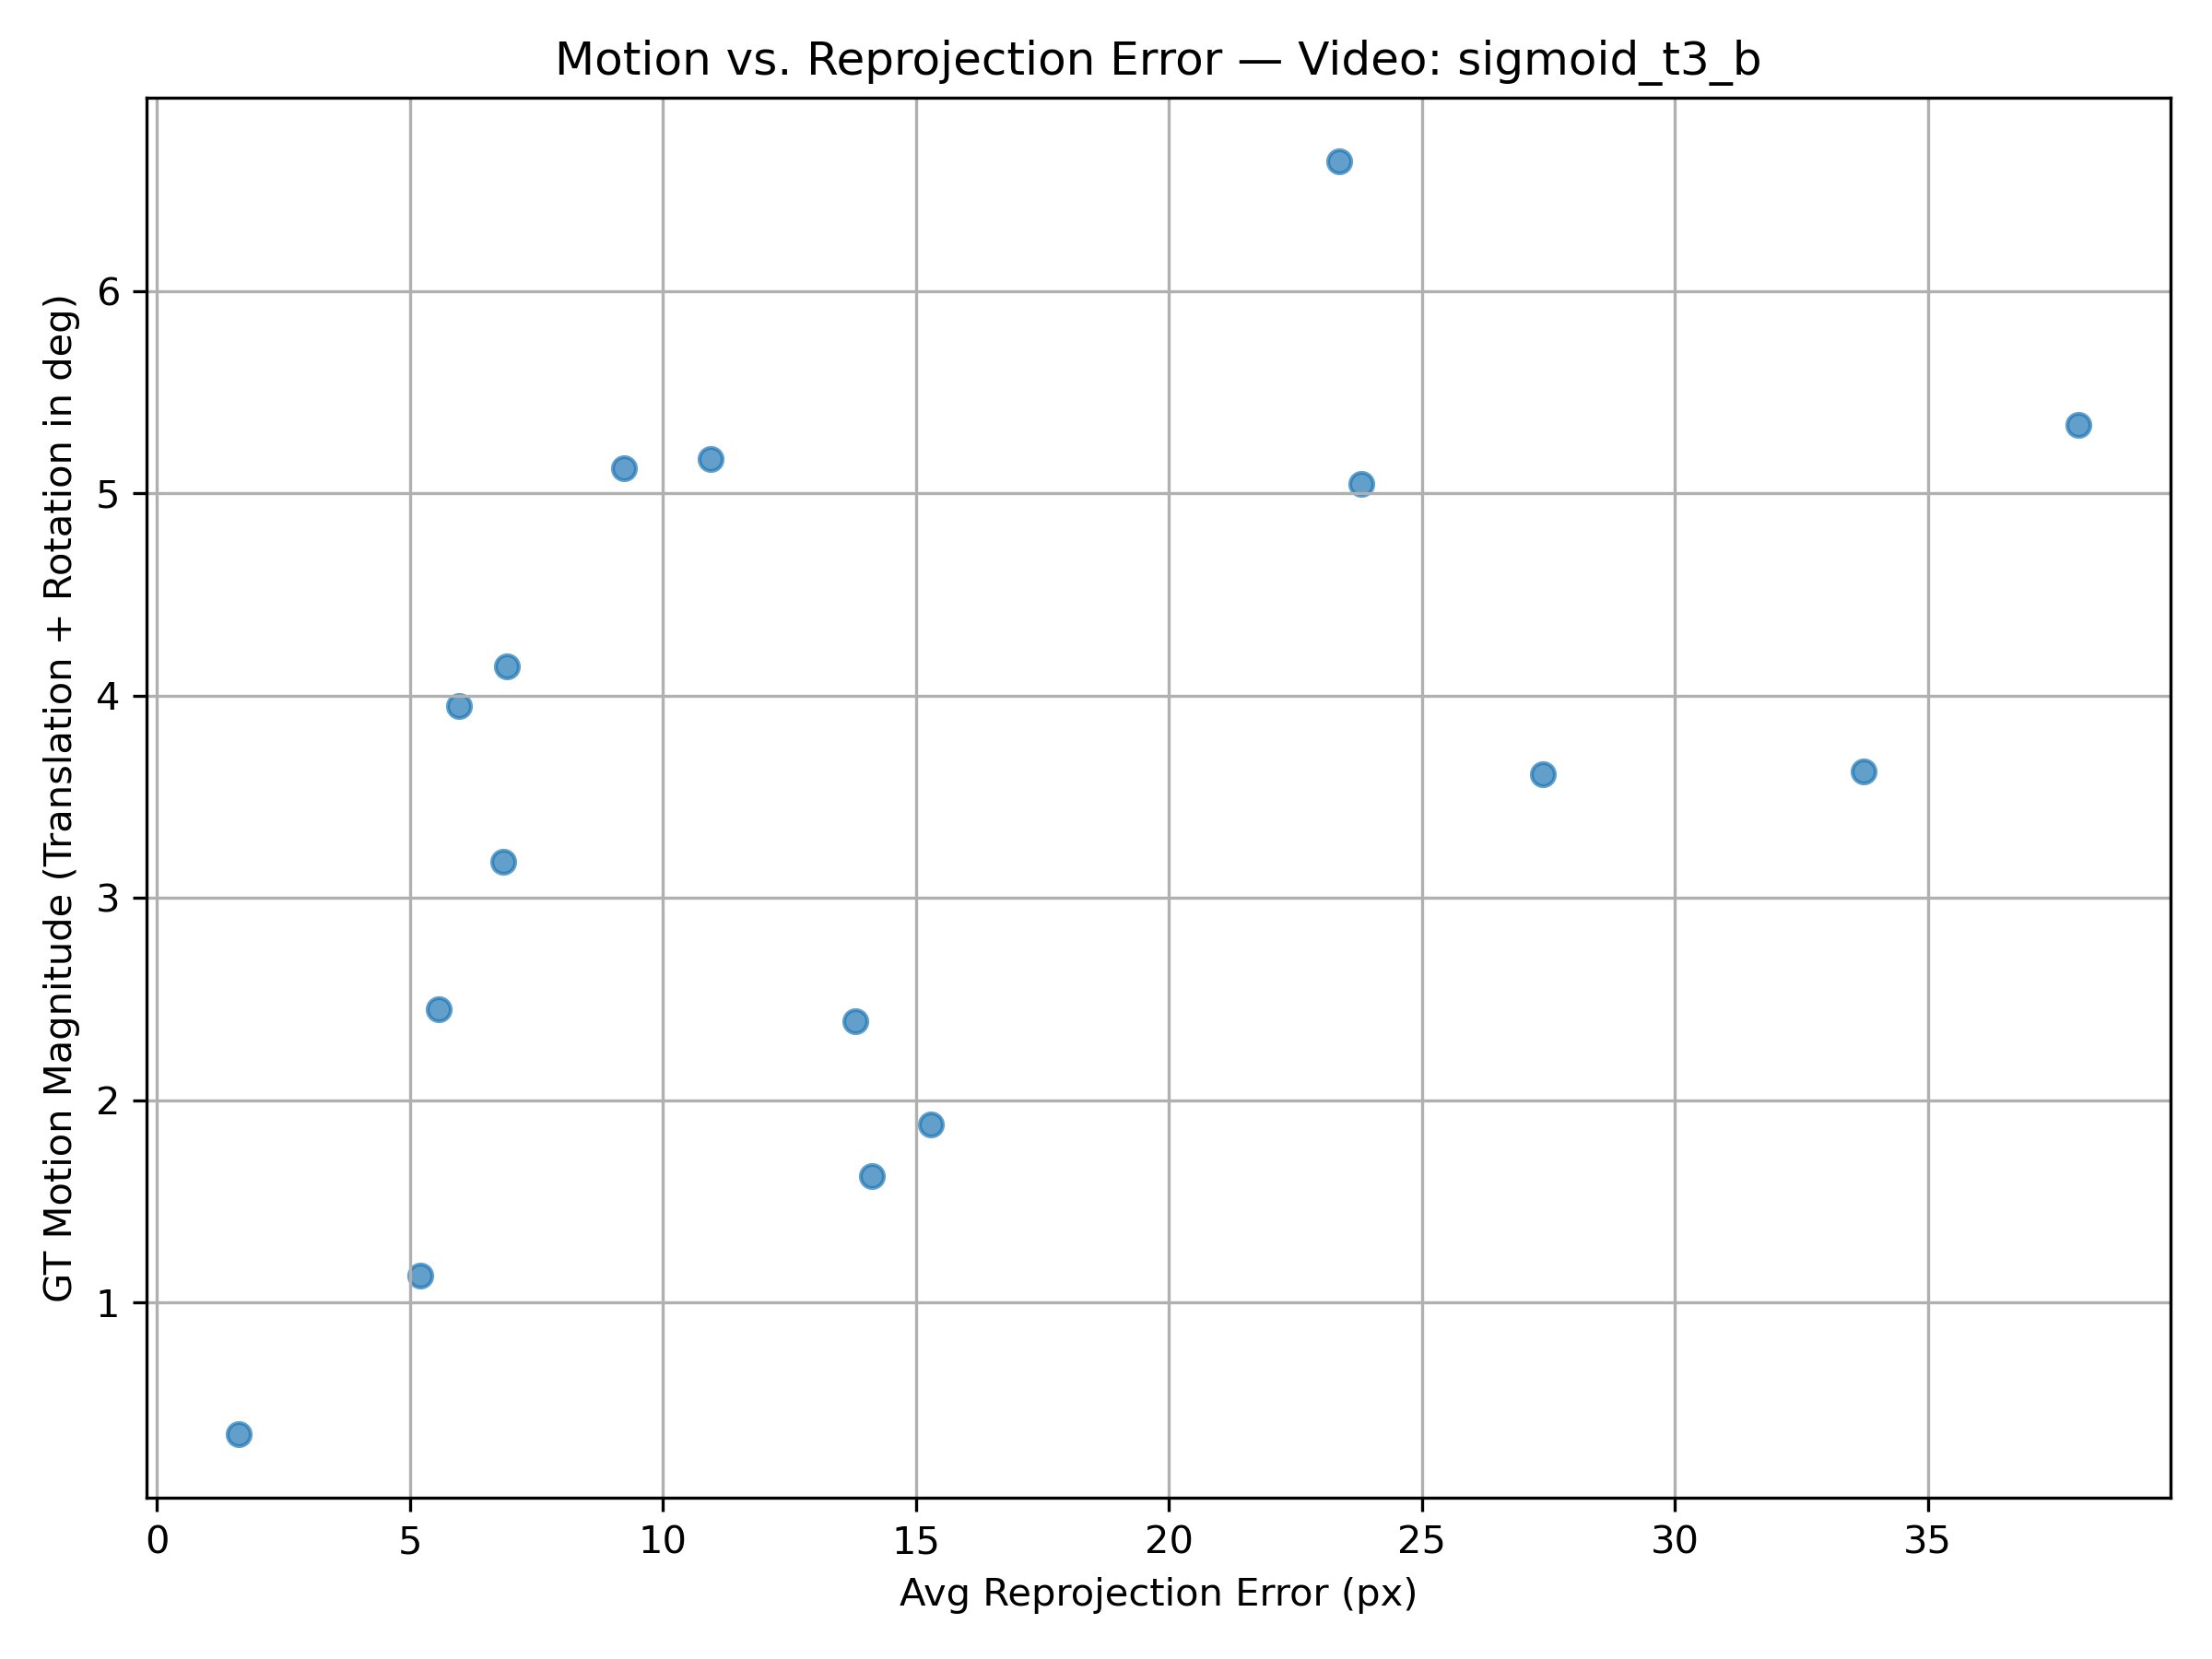 Motion vs. Reprojection Error — Video: sigmoid_t3_b
GT Motion Magnitude (Translation + Rotation in deg)
6
5
4
3
2
1
0 5 10 15 20 25 30 35
Avg Reprojection Error (px)